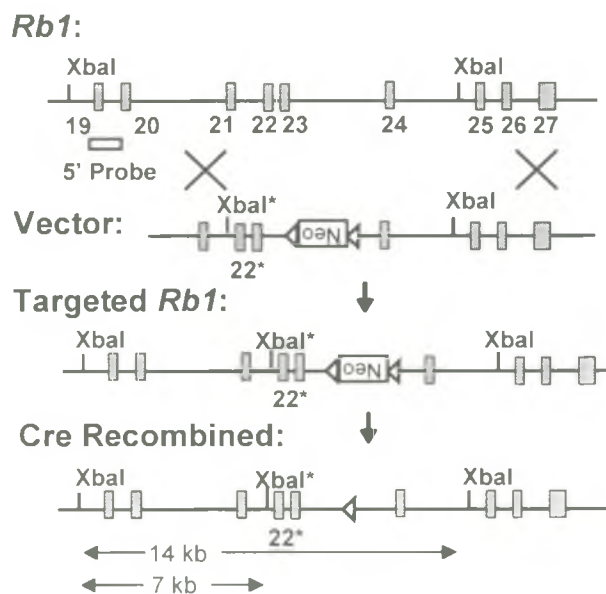 Rb1:
XbaI XbaI
19 20 21 22 23 24 25 26 27
5' Probe
Vector:
XbaI*
Neo
22*
Targeted Rb1:
XbaI XbaI* XbaI
Neo
22*
Cre Recombined:
XbaI XbaI* XbaI
22*
14 kb
7 kb